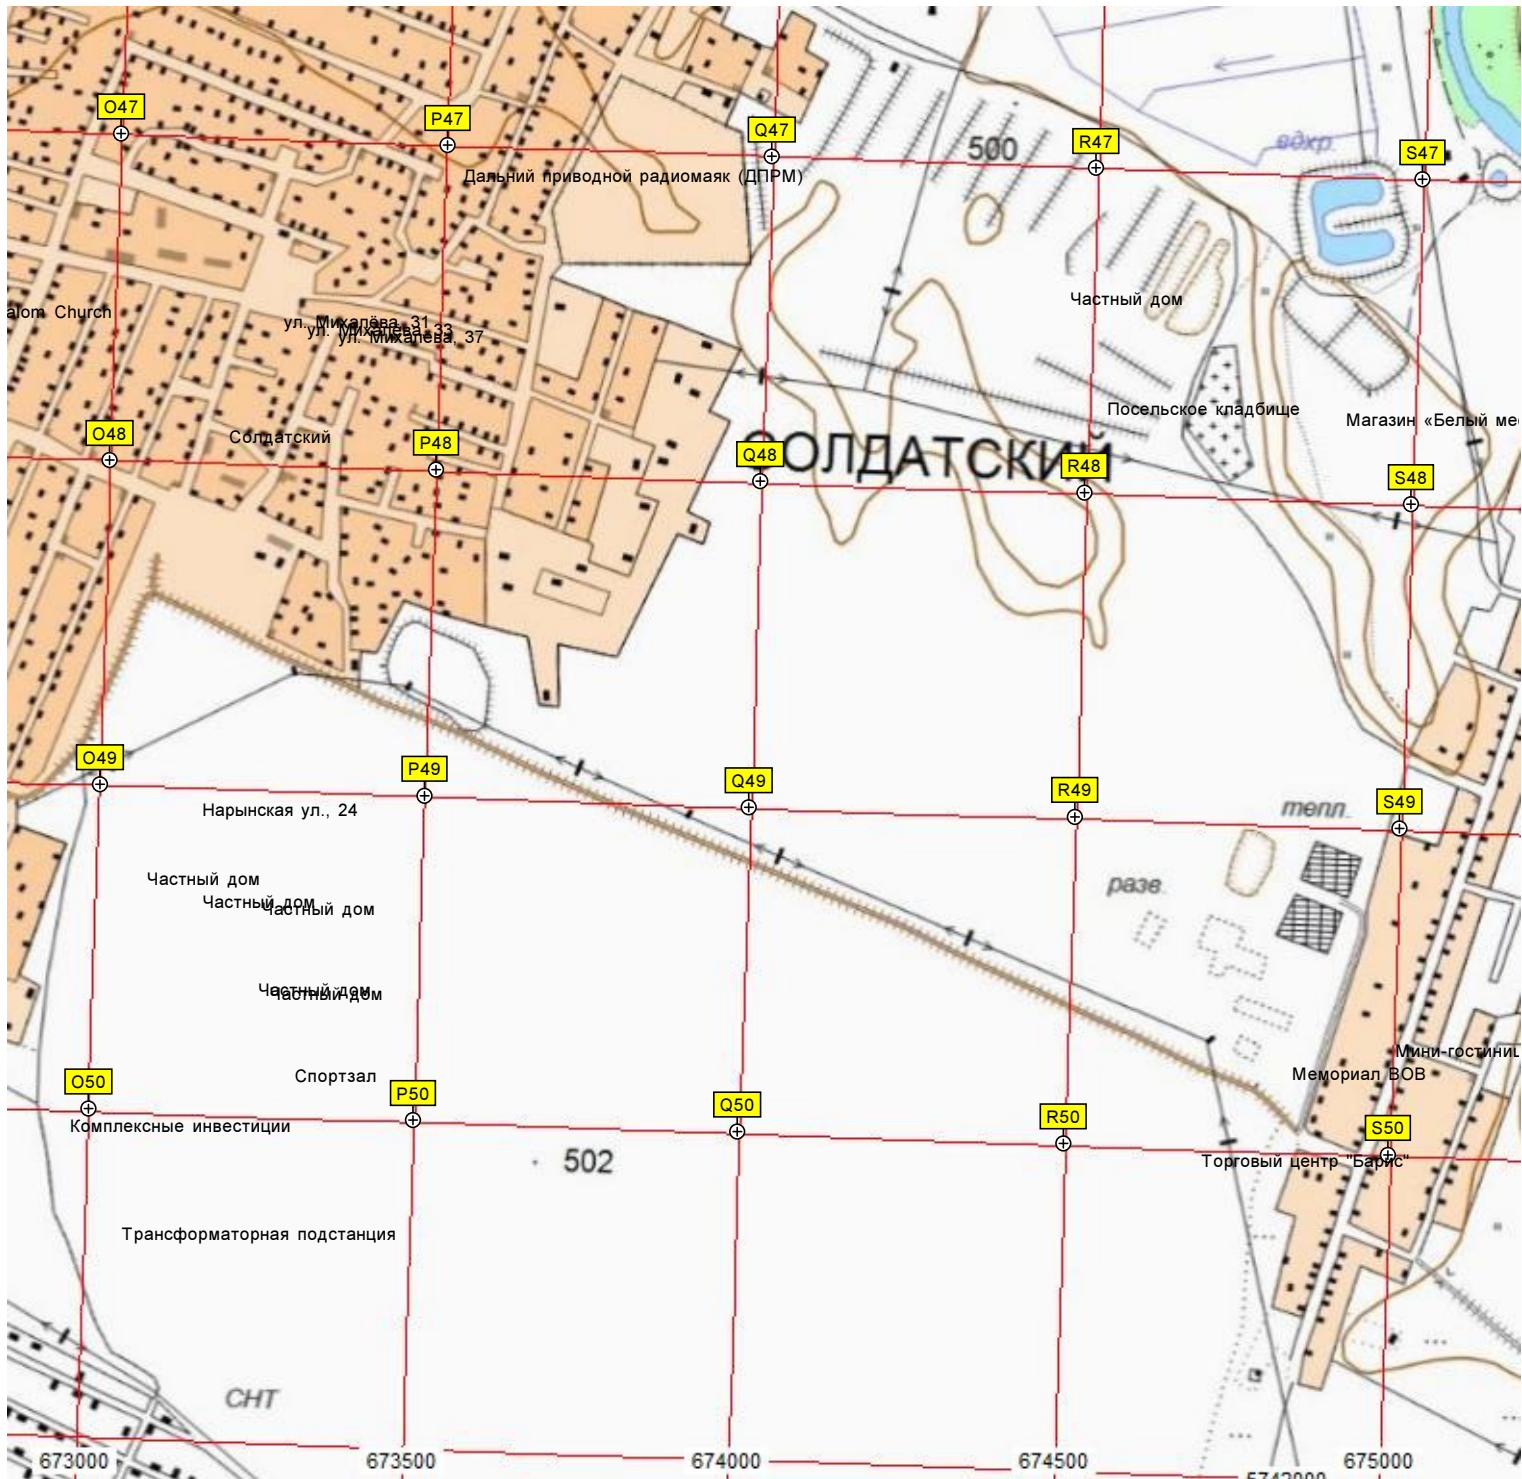 O47
P47
Q47
R47
S47
500
вдхр.
Дальний приводной радиомаяк (ДПРМ)
Частный дом
alom Church
ул. Михалёва, 31
ул. Михалёва, 33
ул. Михалёва, 37
Посельское кладбище
Магазин «Белый ме
O48
Солдатский
P48
СОЛДАТСКИЙ
Q48
R48
S48
O49
P49
Q49
R49
S49
Нарынская ул., 24
тепл.
Частный дом
Частный дом
Частный дом
разв.
Частный дом
Частный дом
Мини-гостиниц
Спортзал
Мемориал ВОВ
O50
P50
Q50
R50
S50
Комплексные инвестиции
502
Торговый центр "Барис"
Трансформаторная подстанция
СНТ
673000
673500
674000
674500
675000